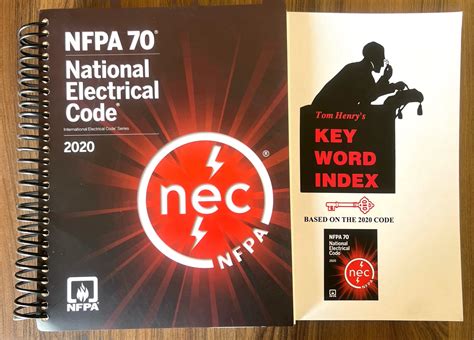 NFPA 70®
National
Electrical
Code®
International Electrical Code® Series
2020
nec
®
NFPA
NFPA
Tom Henry's
KEY
WORD
INDEX
BASED ON THE 2020 CODE
NFPA 70
National
Electrical
Code
2020
nec